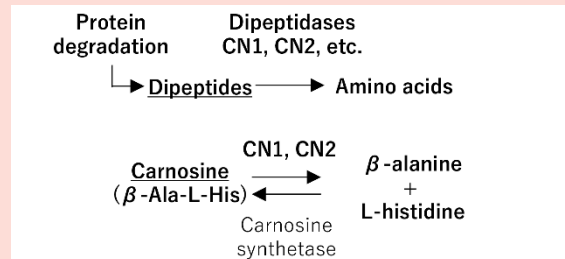 Protein
degradation
Dipeptidases
CN1, CN2, etc.
Dipeptides
Amino acids
CN1, CN2
Carnosine
(β-Ala-L-His)
β-alanine
+
L-histidine
Carnosine
synthetase